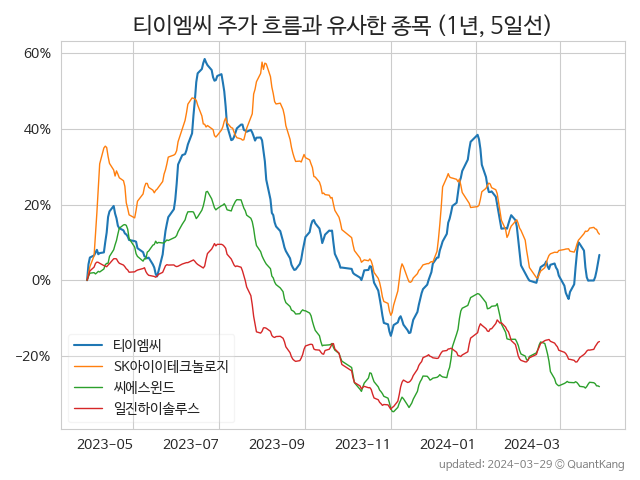 티이엠씨 주가 흐름과 유사한 종목 (1년, 5일선)
60%
40%
20%
0%
−20%
티이엠씨
SK아이이테크놀로지
씨에스윈드
일진하이솔루스
2023-05 2023-07 2023-09 2023-11 2024-01 2024-03
updated: 2024-03-29 © QuantKang